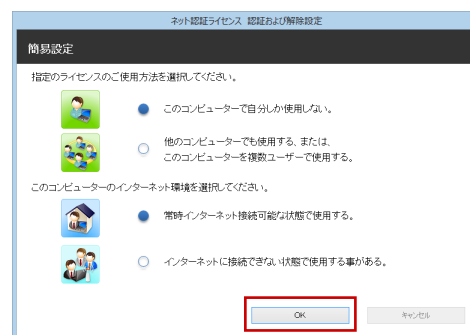 ネット認証ライセンス 認証および解除設定
簡易設定
指定のライセンスのご使用方法を選択してください。
このコンピューターで自分しか使用しない。
他のコンピューターでも使用する、または、
このコンピューターを複数ユーザーで使用する。
このコンピューターのインターネット環境を選択してください。
常時インターネット接続可能な状態で使用する。
インターネットに接続できない状態で使用する事がある。
OK
キャンセル